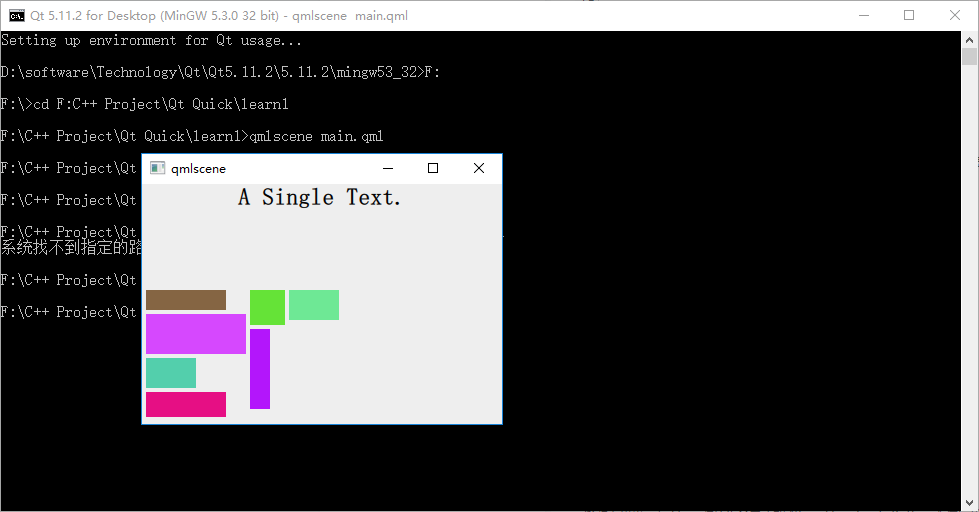 Qt 5.11.2 for Desktop (MinGW 5.3.0 32 bit) - qmlscene  main.qml
Setting up environment for Qt usage...
D:\software\Technology\Qt\Qt5.11.2\5.11.2\mingw53_32>F:
F:\>cd F:C++ Project\Qt Quick\learn1
F:\C++ Project\Qt Quick\learn1>qmlscene main.qml
F:\C++ Project\Qt
F:\C++ Project\Qt
F:\C++ Project\Qt
系统找不到指定的路
F:\C++ Project\Qt
F:\C++ Project\Qt
qmlscene
A Single Text.